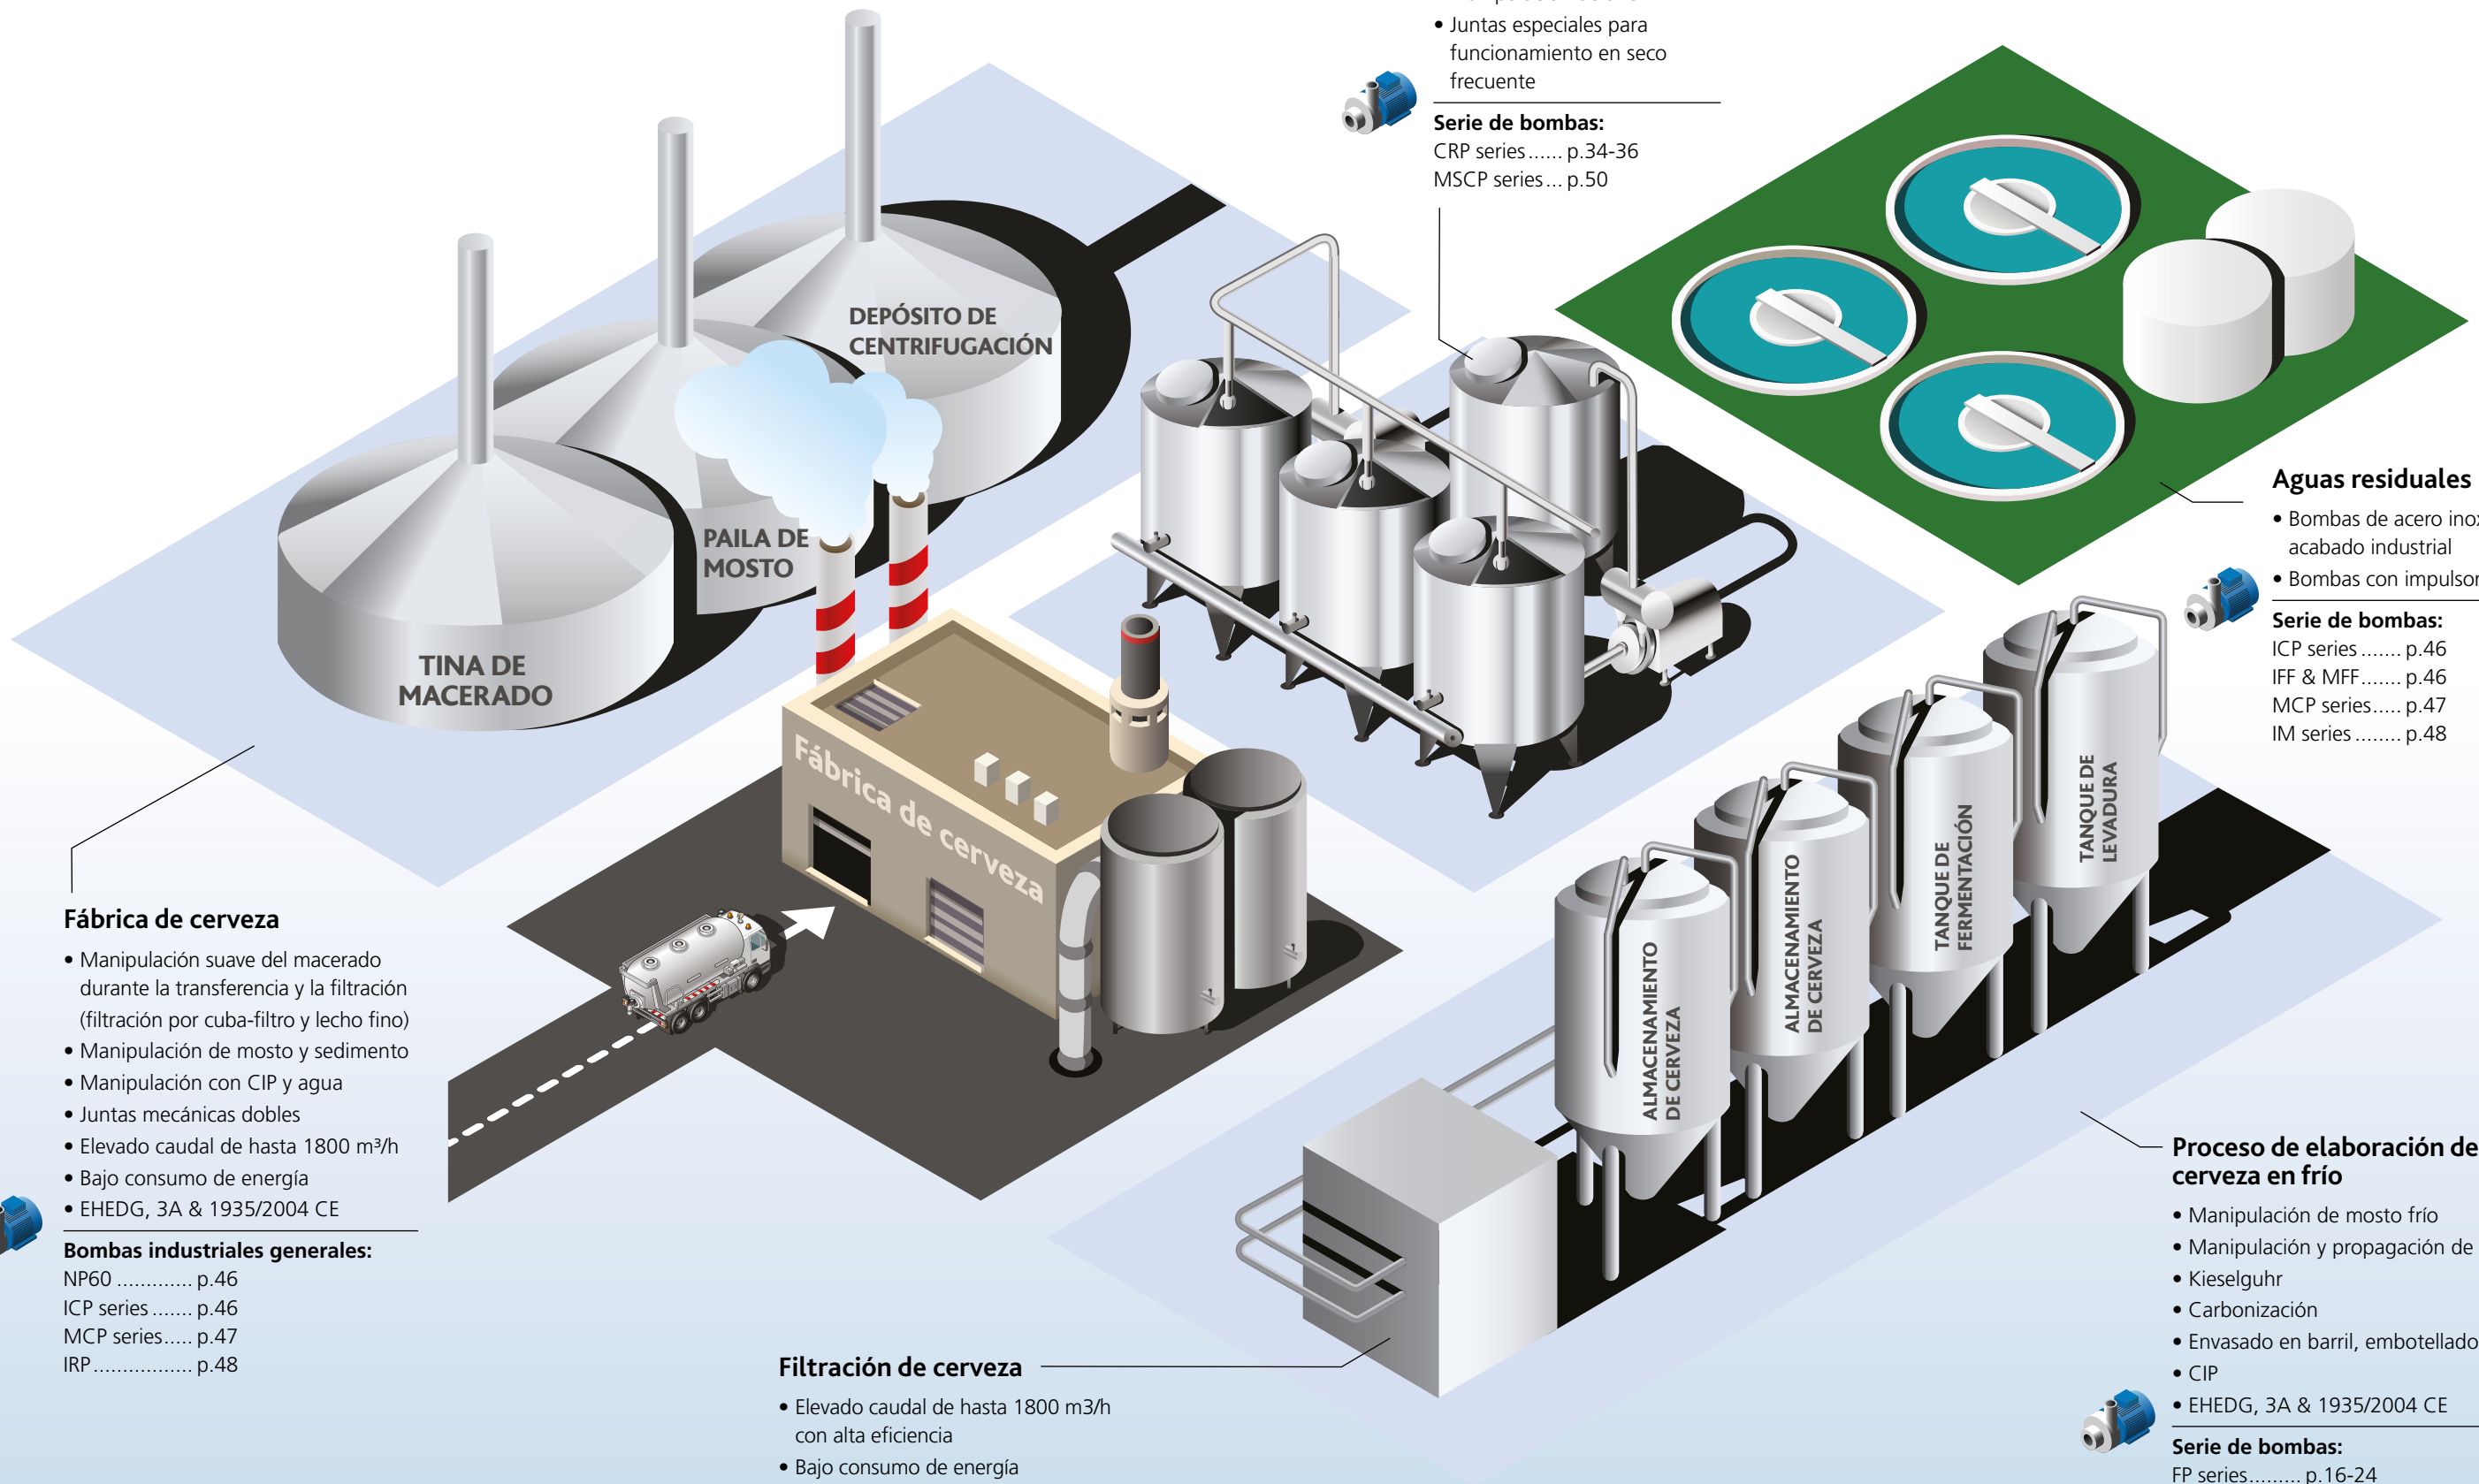 • Juntas especiales para
funcionamiento en seco
frecuente
Serie de bombas:
CRP series...... p.34-36
MSCP series... p.50
DEPÓSITO DE
CENTRIFUGACIÓN
PAILA DE
MOSTO
TINA DE
MACERADO
Fábrica de cerveza
Aguas residuales
• Bombas de acero inox
acabado industrial
• Bombas con impulsor
Serie de bombas:
ICP series ....... p.46
IFF & MFF....... p.46
MCP series..... p.47
IM series ........ p.48
TANQUE DE
LEVADURA
TANQUE DE
FERMENTACIÓN
ALMACENAMIENTO
DE CERVEZA
ALMACENAMIENTO
DE CERVEZA
Fábrica de cerveza
• Manipulación suave del macerado
durante la transferencia y la filtración
(filtración por cuba-filtro y lecho fino)
• Manipulación de mosto y sedimento
• Manipulación con CIP y agua
• Juntas mecánicas dobles
• Elevado caudal de hasta 1800 m³/h
• Bajo consumo de energía
• EHEDG, 3A & 1935/2004 CE
Bombas industriales generales:
NP60 ............. p.46
ICP series ....... p.46
MCP series..... p.47
IRP.................. p.48
Filtración de cerveza
• Elevado caudal de hasta 1800 m3/h
con alta eficiencia
• Bajo consumo de energía
Proceso de elaboración de
cerveza en frío
• Manipulación de mosto frío
• Manipulación y propagación de
• Kieselguhr
• Carbonización
• Envasado en barril, embotellado
• CIP
• EHEDG, 3A & 1935/2004 CE
Serie de bombas:
FP series......... p.16-24